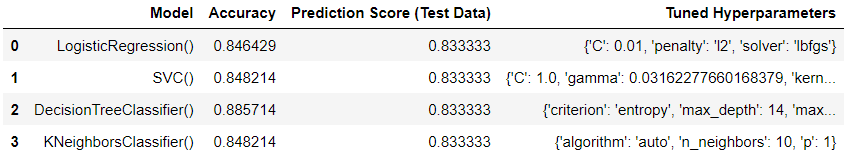 Model Accuracy Prediction Score (Test Data) Tuned Hyperparameters
0 LogisticRegression() 0.846429 0.833333 {'C': 0.01, 'penalty': 'l2', 'solver': 'lbfgs'}
1 SVC() 0.848214 0.833333 {'C': 1.0, 'gamma': 0.03162277660168379, 'kern...
2 DecisionTreeClassifier() 0.885714 0.833333 {'criterion': 'entropy', 'max_depth': 14, 'max...
3 KNeighborsClassifier() 0.848214 0.833333 {'algorithm': 'auto', 'n_neighbors': 10, 'p': 1}